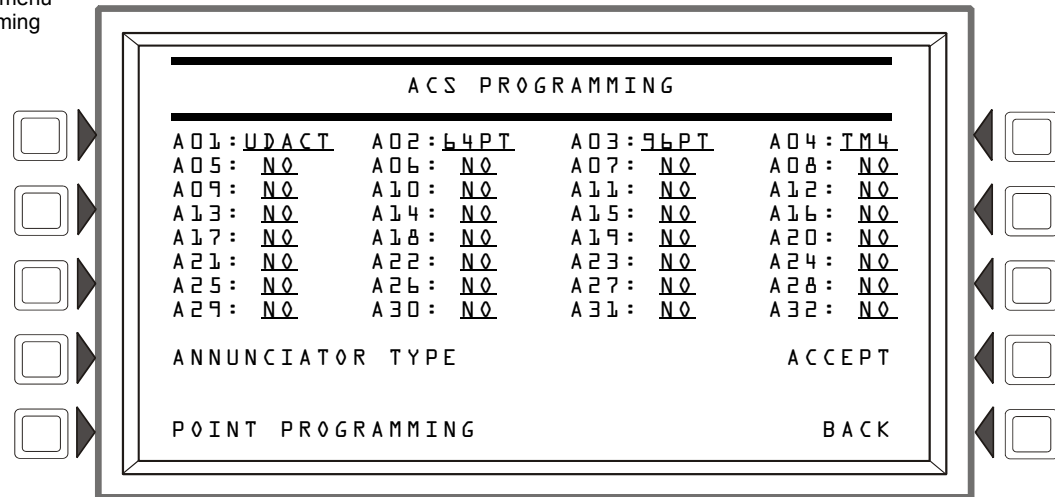 menu
ming
ACS PROGRAMMING
A01:UDACT A02:64PT A03:96PT A04:TM4
A05: NO A06: NO A07: NO A08: NO
A09: NO A10: NO A11: NO A12: NO
A13: NO A14: NO A15: NO A16: NO
A17: NO A18: NO A19: NO A20: NO
A21: NO A22: NO A23: NO A24: NO
A25: NO A26: NO A27: NO A28: NO
A29: NO A30: NO A31: NO A32: NO
ANNUNCIATOR TYPE ACCEPT
POINT PROGRAMMING BACK